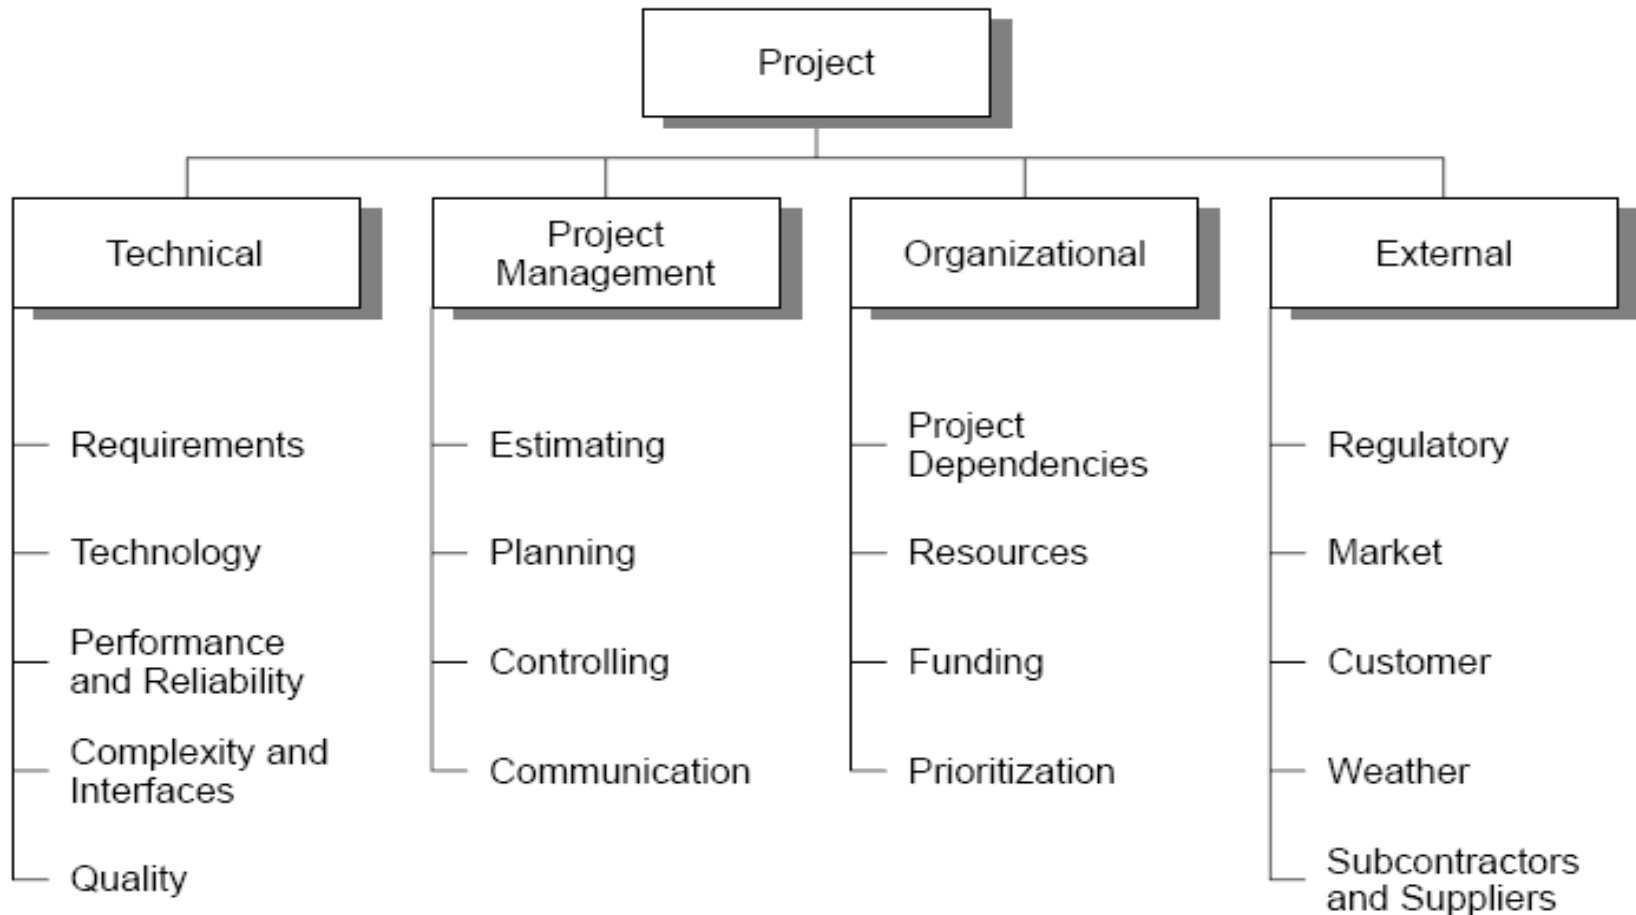 Project
Technical
Project
Management
Organizational
External
Requirements
Technology
Performance
and Reliability
Complexity and
Interfaces
Quality
Estimating
Planning
Controlling
Communication
Project
Dependencies
Resources
Funding
Prioritization
Regulatory
Market
Customer
Weather
Subcontractors
and Suppliers